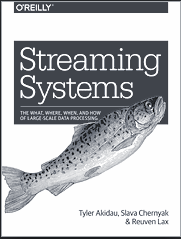 O'REILLY®
Streaming
Systems
THE WHAT, WHERE, WHEN, AND HOW
OF LARGE-SCALE DATA PROCESSING
Tyler Akidau, Slava Chernyak
& Reuven Lax